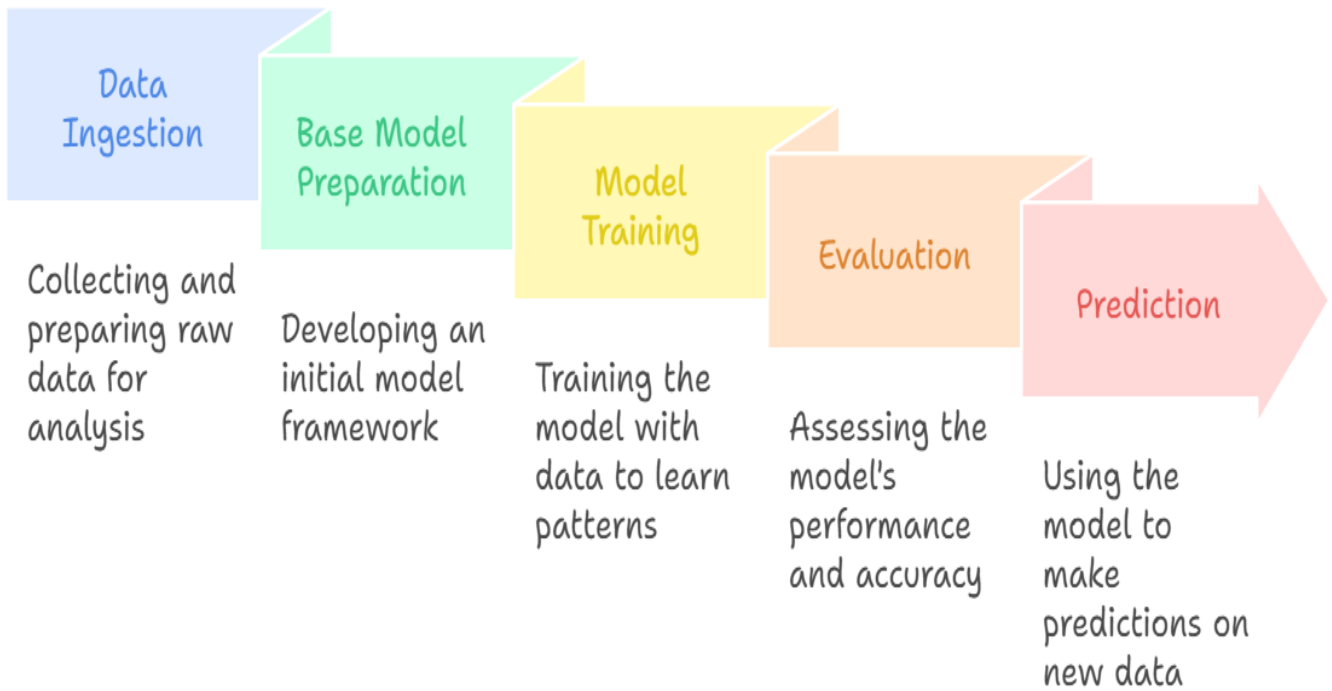 Data
Ingestion
Collecting and
preparing raw
data for
analysis
Base Model
Preparation
Developing an
initial model
framework
Model
Training
Training the
model with
data to learn
patterns
Evaluation
Assessing the
model's
performance
and accuracy
Prediction
Using the
model to
make
predictions on
new data